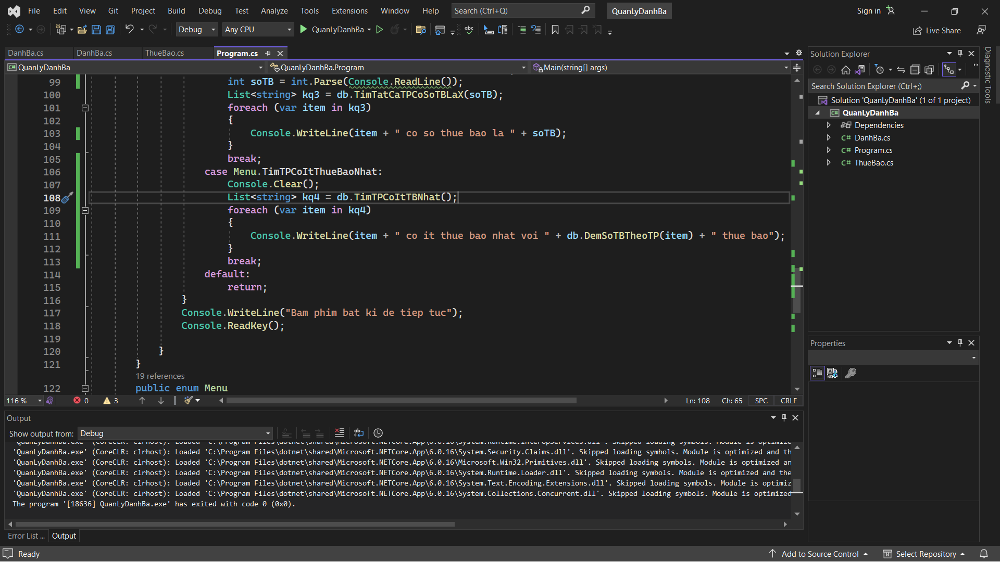 File Edit View Git Project Build Debug Test Analyze Tools Extensions Window Help Search (Ctrl+Q) QuanLyDanhBa Sign in
Debug Any CPU QuanLyDanhBa Live Share
DanhBa.cs DanhBa.cs ThueBao.cs Program.cs
QuanLyDanhBa QuanLyDanhBa.Program Main(string[] args)
99 int soTB = int.Parse(Console.ReadLine());
100 List<string> kq3 = db.TimTatCaTPCoSoTBLaX(soTB);
101 foreach (var item in kq3)
102 {
103 Console.WriteLine(item + " co so thue bao la " + soTB);
104 }
105 break;
106 case Menu.TimTPCoItThueBaoNhat:
107 Console.Clear();
108 List<string> kq4 = db.TimTPCoItTBNhat();
109 foreach (var item in kq4)
110 {
111 Console.WriteLine(item + " co it thue bao nhat voi " + db.DemSoTBTheoTP(item) + " thue bao");
112 }
113 break;
114 default:
115 return;
116 }
117 Console.WriteLine("Bam phim bat ki de tiep tuc");
118 Console.ReadKey();
119
120 }
121 }
19 references
122 public enum Menu
116 % 0 3 Ln: 108 Ch: 65 SPC CRLF
Output
Show output from: Debug
'QuanLyDanhBa.exe' (CoreCLR: clrhost): Loaded 'C:\Program Files\dotnet\shared\Microsoft.NETCore.App\6.0.16\System.Runtime.InteropServices.dll'. Skipped loading symbols. Module is optimize
'QuanLyDanhBa.exe' (CoreCLR: clrhost): Loaded 'C:\Program Files\dotnet\shared\Microsoft.NETCore.App\6.0.16\System.Security.Claims.dll'. Skipped loading symbols. Module is optimized and th
'QuanLyDanhBa.exe' (CoreCLR: clrhost): Loaded 'C:\Program Files\dotnet\shared\Microsoft.NETCore.App\6.0.16\Microsoft.Win32.Primitives.dll'. Skipped loading symbols. Module is optimized an
'QuanLyDanhBa.exe' (CoreCLR: clrhost): Loaded 'C:\Program Files\dotnet\shared\Microsoft.NETCore.App\6.0.16\System.Runtime.Loader.dll'. Skipped loading symbols. Module is optimized and the
'QuanLyDanhBa.exe' (CoreCLR: clrhost): Loaded 'C:\Program Files\dotnet\shared\Microsoft.NETCore.App\6.0.16\System.Text.Encoding.Extensions.dll'. Skipped loading symbols. Module is optimiz
'QuanLyDanhBa.exe' (CoreCLR: clrhost): Loaded 'C:\Program Files\dotnet\shared\Microsoft.NETCore.App\6.0.16\System.Collections.Concurrent.dll'. Skipped loading symbols. Module is optimized
The program '[18636] QuanLyDanhBa.exe' has exited with code 0 (0x0).
Error List ... Output
Solution Explorer
Search Solution Explorer (Ctrl+;)
Solution 'QuanLyDanhBa' (1 of 1 project)
QuanLyDanhBa
Dependencies
C# DanhBa.cs
C# Program.cs
C# ThueBao.cs
Properties
Diagnostic Tools
Ready Add to Source Control Select Repository